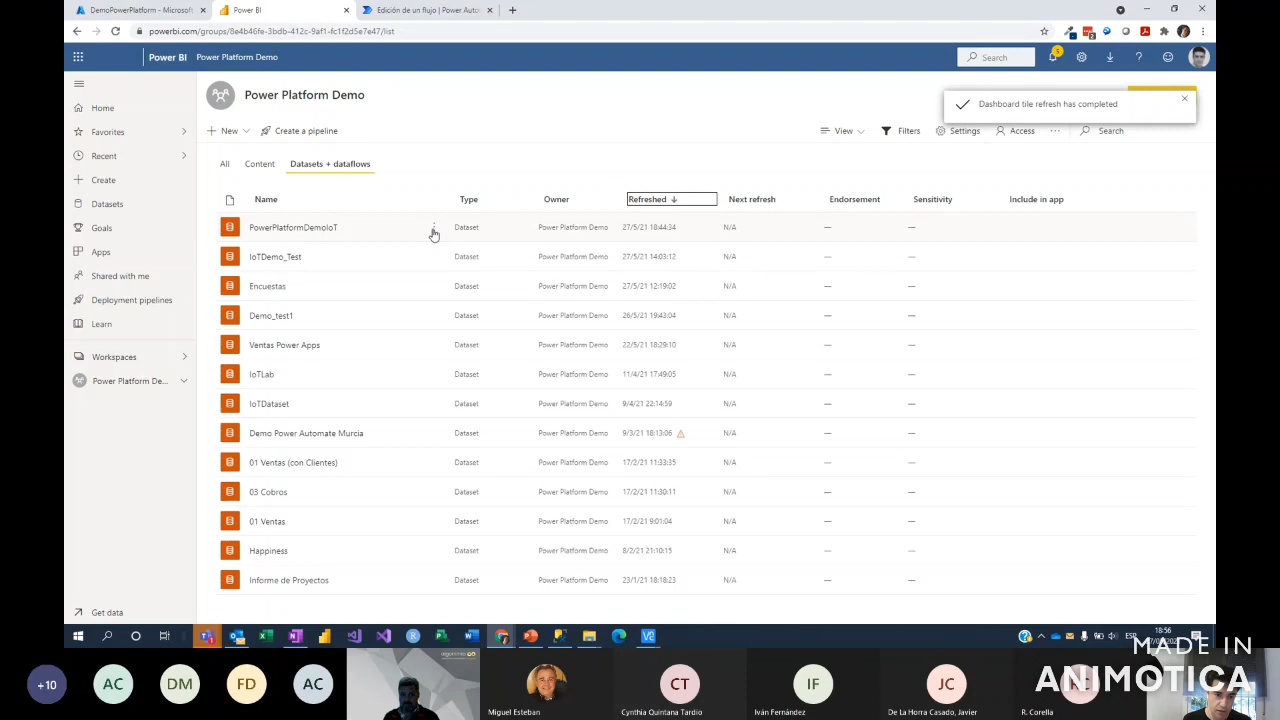 DemoPowerPlatform - Microsoft
Power BI
Edición de un flujo | Power Auto
powerbi.com/groups/8e4b46fe-3bdb-412c-9af1-fc1f2d5e7e47/list
Power BI
Power Platform Demo
Search
5
Power Platform Demo
Dashboard tile refresh has completed
New
Create a pipeline
View
Filters
Settings
Access
Search
All
Content
Datasets + dataflows
Home
Favorites
Recent
Create
Datasets
Goals
Apps
Shared with me
Deployment pipelines
Learn
Workspaces
Power Platform De...
Get data
Name Type Owner Refreshed Next refresh Endorsement Sensitivity Include in app
PowerPlatformDemoIoT Dataset Power Platform Demo 27/5/21 18:44:34 N/A — —
IoTDemo_Test Dataset Power Platform Demo 27/5/21 14:03:12 N/A — —
Encuestas Dataset Power Platform Demo 27/5/21 12:19:02 N/A — —
Demo_test1 Dataset Power Platform Demo 26/5/21 19:43:04 N/A — —
Ventas Power Apps Dataset Power Platform Demo 22/5/21 18:29:10 N/A — —
IoTLab Dataset Power Platform Demo 11/4/21 17:49:05 N/A — —
IoTDataset Dataset Power Platform Demo 9/4/21 22:14:59 N/A — —
Demo Power Automate Murcia Dataset Power Platform Demo 9/3/21 18:13:06 N/A — —
01 Ventas (con Clientes) Dataset Power Platform Demo 17/2/21 11:33:35 N/A — —
03 Cobros Dataset Power Platform Demo 17/2/21 11:30:11 N/A — —
01 Ventas Dataset Power Platform Demo 17/2/21 9:01:04 N/A — —
Happiness Dataset Power Platform Demo 8/2/21 21:10:15 N/A — —
Informe de Proyectos Dataset Power Platform Demo 23/1/21 18:18:23 N/A — —
ESP
18:56
MADE IN
ANIMOTICA
+10
AC
DM
FD
AC
CT
IF
JC
Miguel Esteban
Cynthia Quintana Tardio
Iván Fernández
De La Horra Casado, Javier
R. Corella